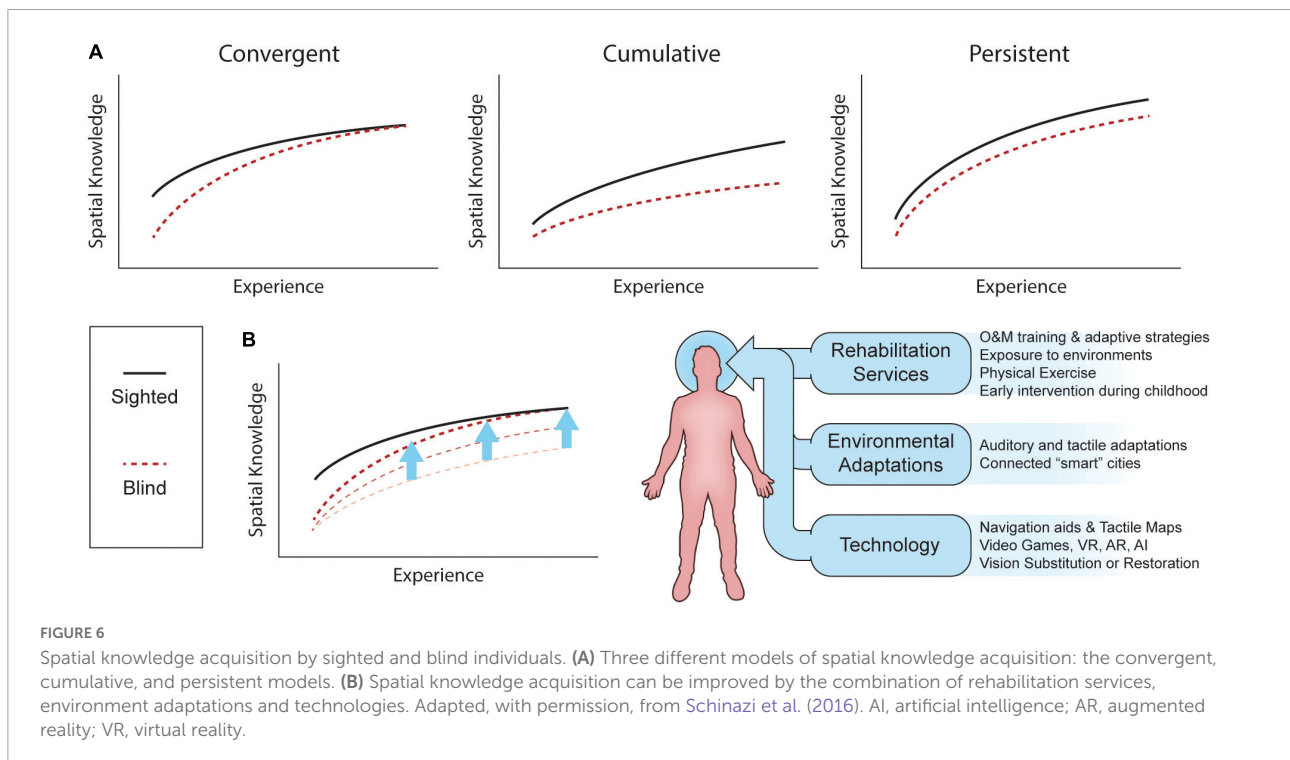 A
Convergent
Spatial Knowledge
Experience
Cumulative
Spatial Knowledge
Experience
Persistent
Spatial Knowledge
Experience
Sighted
Blind
B
Spatial Knowledge
Experience
Rehabilitation
Services
O&M training & adaptive strategies
Exposure to environments
Physical Exercise
Early intervention during childhood
Environmental
Adaptations
Auditory and tactile adaptations
Connected “smart” cities
Technology
Navigation aids & Tactile Maps
Video Games, VR, AR, AI
Vision Substitution or Restoration
FIGURE 6
Spatial knowledge acquisition by sighted and blind individuals. (A) Three different models of spatial knowledge acquisition: the convergent,
cumulative, and persistent models. (B) Spatial knowledge acquisition can be improved by the combination of rehabilitation services,
environment adaptations and technologies. Adapted, with permission, from Schinazi et al. (2016). AI, artificial intelligence; AR, augmented
reality; VR, virtual reality.